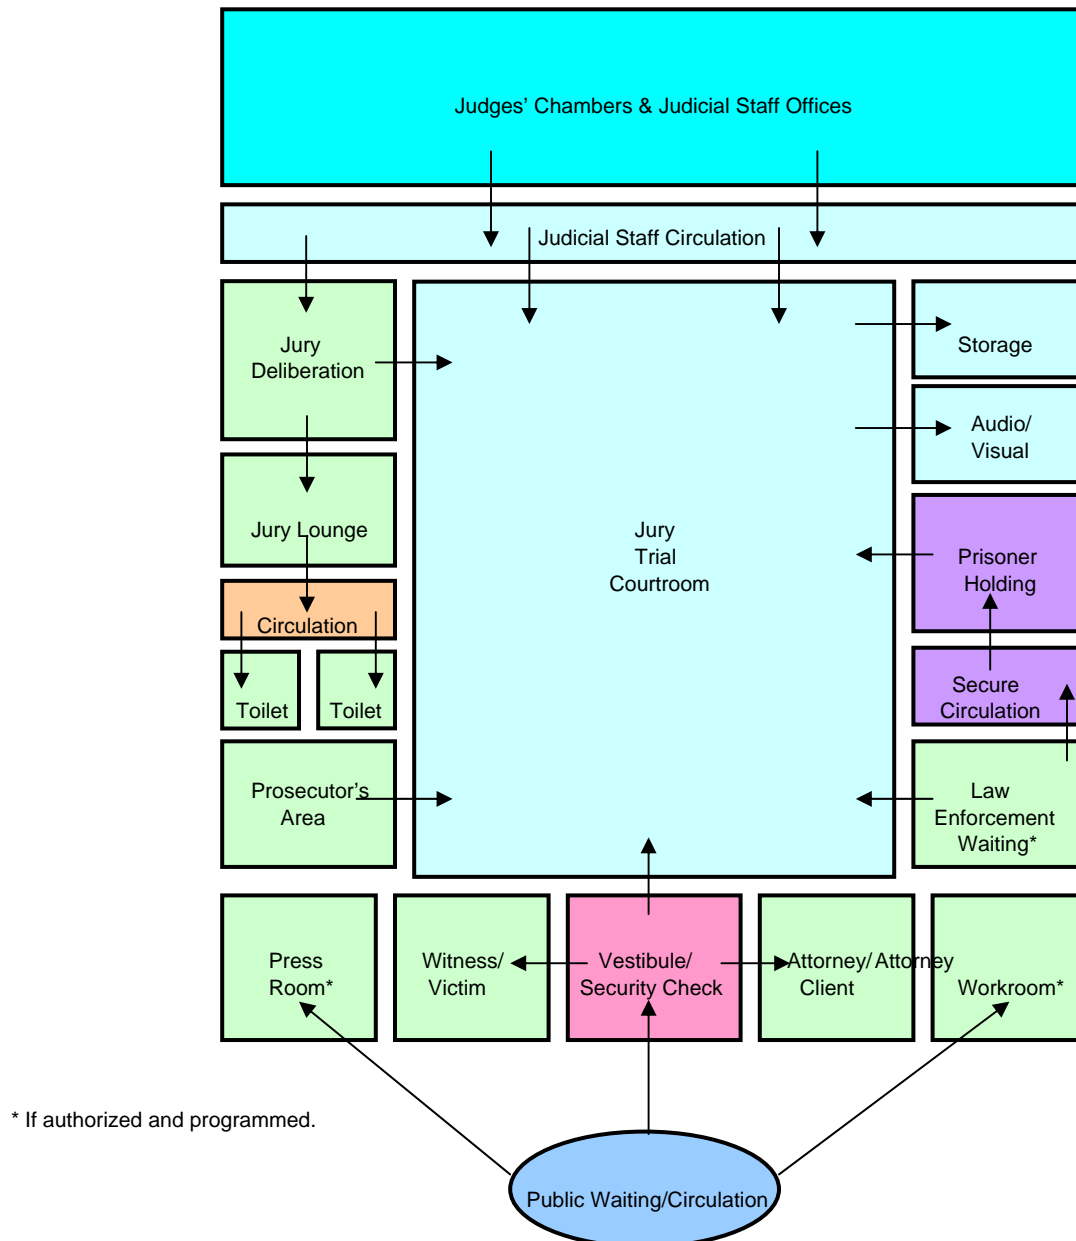 Judges’ Chambers & Judicial Staff Offices
Judicial Staff Circulation
Jury
Deliberation
Storage
Audio/
Visual
Jury Lounge
Jury
Trial
Courtroom
Prisoner
Holding
Circulation
Toilet
Toilet
Secure
Circulation
Prosecutor’s
Area
Law
Enforcement
Waiting*
Press
Room*
Witness/
Victim
Vestibule/
Security Check
Attorney/
Client
Attorney
Workroom*
* If authorized and programmed.
Public Waiting/Circulation